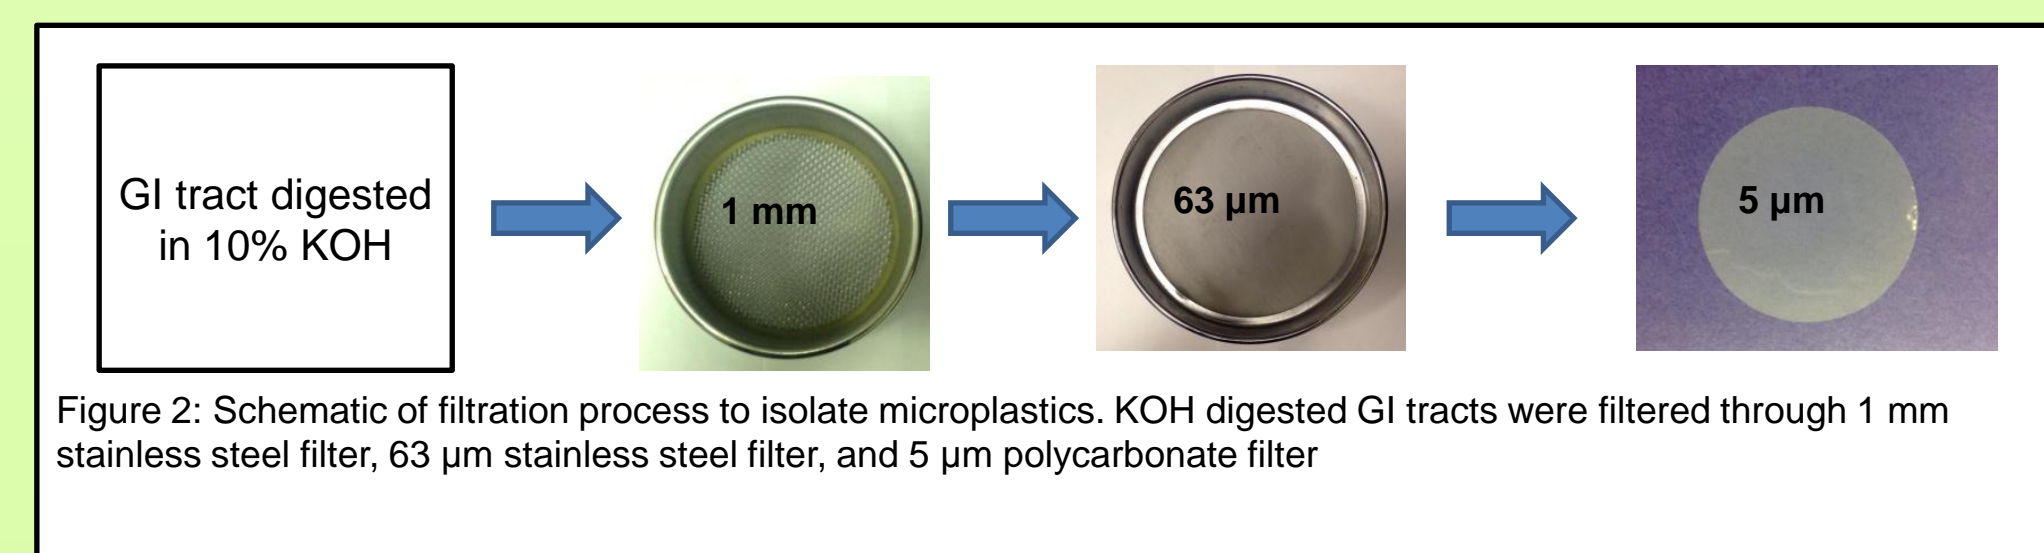 GI tract digested
in 10% KOH
1 mm
63 µm
5 µm
Figure 2: Schematic of filtration process to isolate microplastics. KOH digested GI tracts were filtered through 1 mm
stainless steel filter, 63 µm stainless steel filter, and 5 µm polycarbonate filter